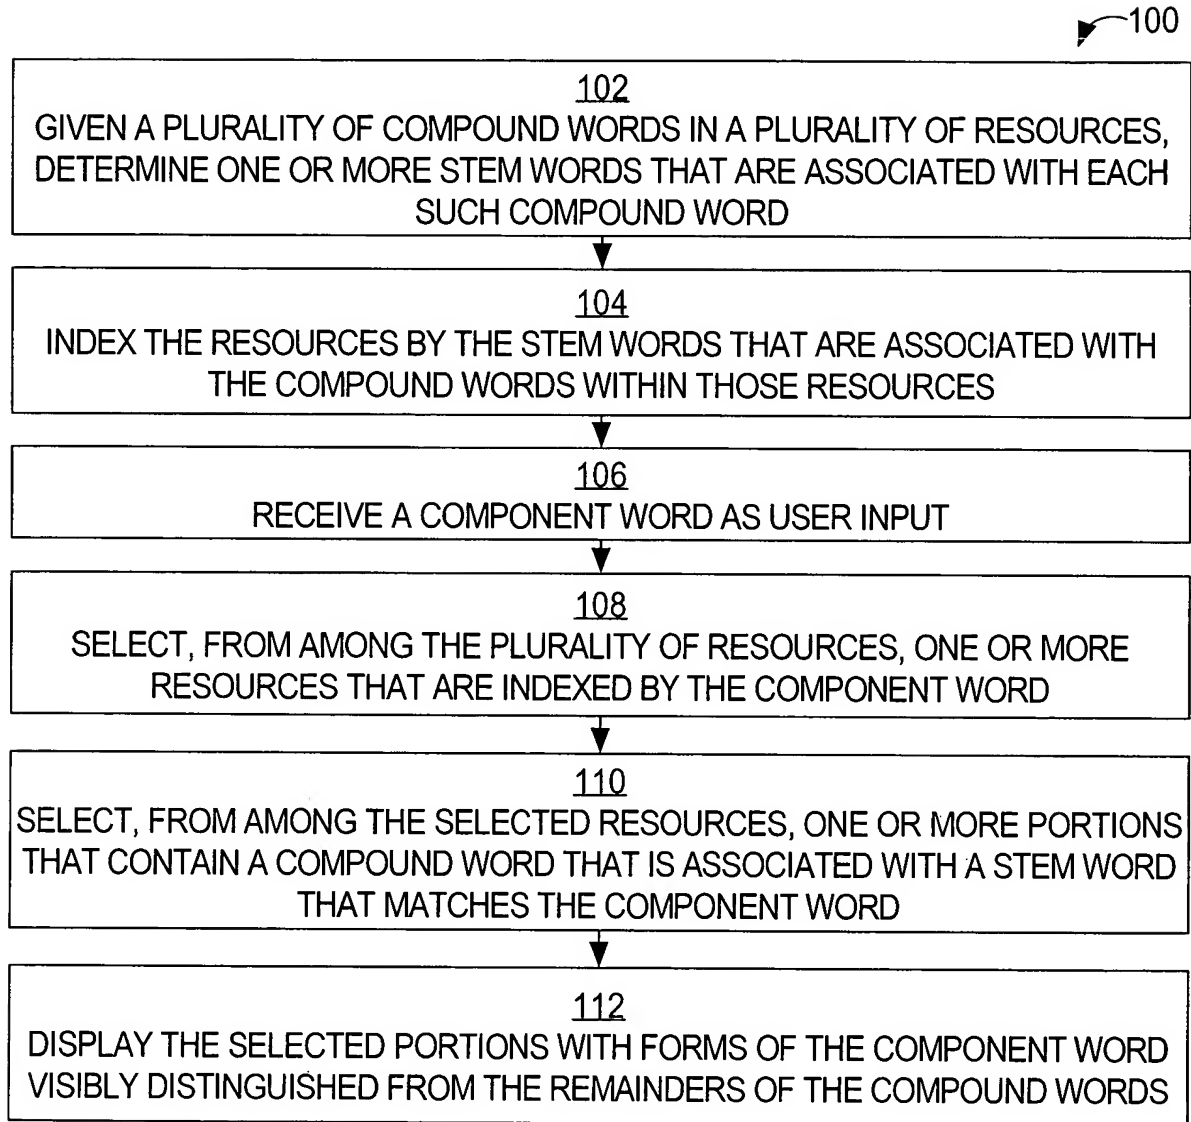 100
102
GIVEN A PLURALITY OF COMPOUND WORDS IN A PLURALITY OF RESOURCES,
DETERMINE ONE OR MORE STEM WORDS THAT ARE ASSOCIATED WITH EACH
SUCH COMPOUND WORD
104
INDEX THE RESOURCES BY THE STEM WORDS THAT ARE ASSOCIATED WITH
THE COMPOUND WORDS WITHIN THOSE RESOURCES
106
RECEIVE A COMPONENT WORD AS USER INPUT
108
SELECT, FROM AMONG THE PLURALITY OF RESOURCES, ONE OR MORE
RESOURCES THAT ARE INDEXED BY THE COMPONENT WORD
110
SELECT, FROM AMONG THE SELECTED RESOURCES, ONE OR MORE PORTIONS
THAT CONTAIN A COMPOUND WORD THAT IS ASSOCIATED WITH A STEM WORD
THAT MATCHES THE COMPONENT WORD
112
DISPLAY THE SELECTED PORTIONS WITH FORMS OF THE COMPONENT WORD
VISIBLY DISTINGUISHED FROM THE REMAINDERS OF THE COMPOUND WORDS